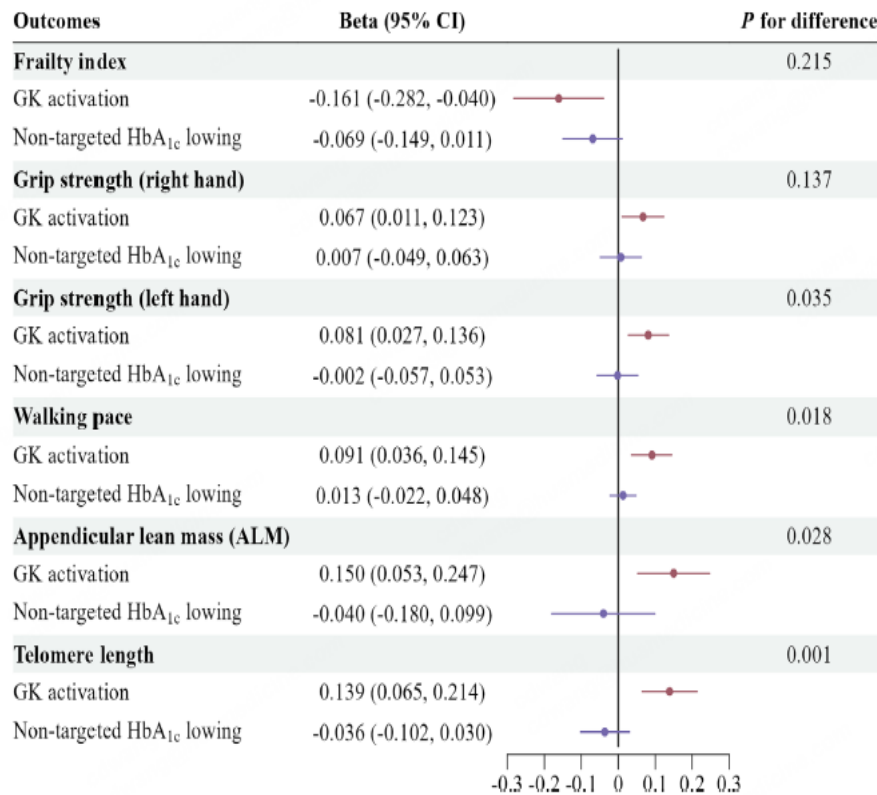 Outcomes Beta (95% CI) P for difference
Frailty index 0.215
GK activation -0.161 (-0.282, -0.040)
Non-targeted HbA1c lowing -0.069 (-0.149, 0.011)
Grip strength (right hand) 0.137
GK activation 0.067 (0.011, 0.123)
Non-targeted HbA1c lowing 0.007 (-0.049, 0.063)
Grip strength (left hand) 0.035
GK activation 0.081 (0.027, 0.136)
Non-targeted HbA1c lowing -0.002 (-0.057, 0.053)
Walking pace 0.018
GK activation 0.091 (0.036, 0.145)
Non-targeted HbA1c lowing 0.013 (-0.022, 0.048)
Appendicular lean mass (ALM) 0.028
GK activation 0.150 (0.053, 0.247)
Non-targeted HbA1c lowing -0.040 (-0.180, 0.099)
Telomere length 0.001
GK activation 0.139 (0.065, 0.214)
Non-targeted HbA1c lowing -0.036 (-0.102, 0.030)
-0.3 -0.2 -0.1 0 0.1 0.2 0.3